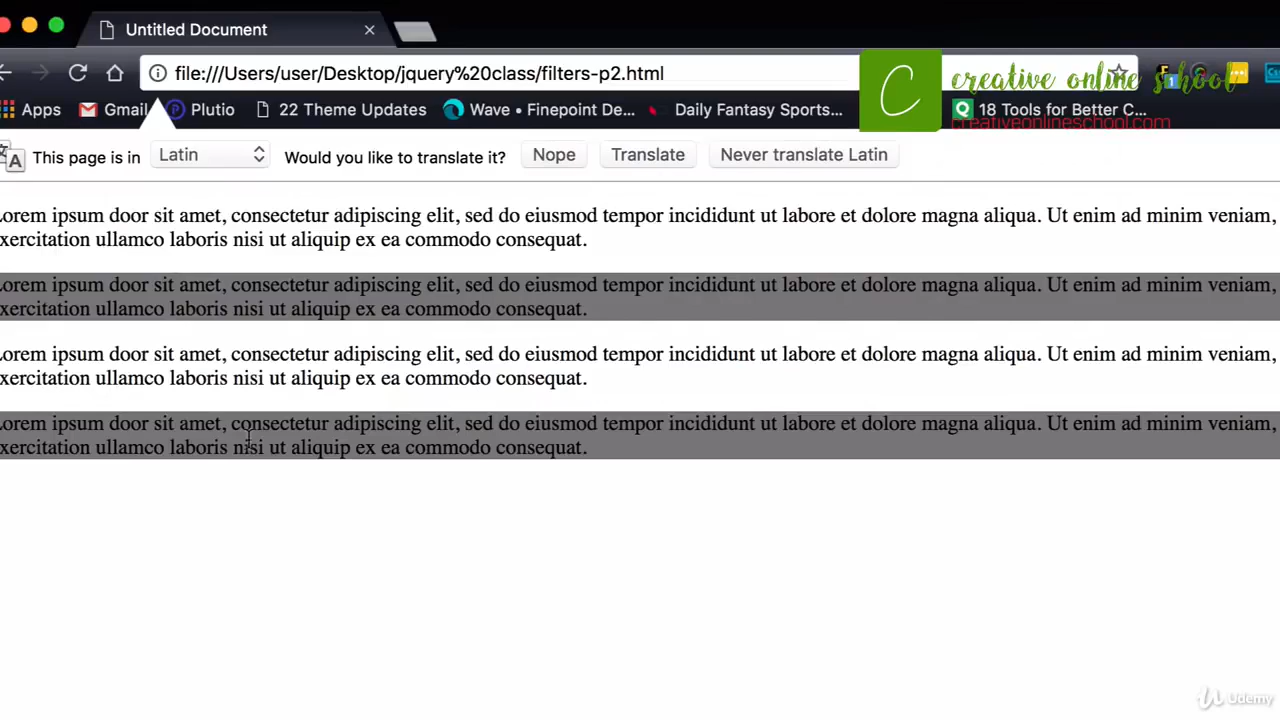 Untitled Document
file:///Users/user/Desktop/jquery%20class/filters-p2.html
C creative online school
Apps Gmail Plutio 22 Theme Updates Wave • Finepoint De... Daily Fantasy Sports... 18 Tools for Better C...
creativeonlineschool.com
This page is in Latin Would you like to translate it? Nope Translate Never translate Latin
orem ipsum door sit amet, consectetur adipiscing elit, sed do eiusmod tempor incididunt ut labore et dolore magna aliqua. Ut enim ad minim veniam,
xercitation ullamco laboris nisi ut aliquip ex ea commodo consequat.
orem ipsum door sit amet, consectetur adipiscing elit, sed do eiusmod tempor incididunt ut labore et dolore magna aliqua. Ut enim ad minim veniam,
xercitation ullamco laboris nisi ut aliquip ex ea commodo consequat.
orem ipsum door sit amet, consectetur adipiscing elit, sed do eiusmod tempor incididunt ut labore et dolore magna aliqua. Ut enim ad minim veniam,
xercitation ullamco laboris nisi ut aliquip ex ea commodo consequat.
orem ipsum door sit amet, consectetur adipiscing elit, sed do eiusmod tempor incididunt ut labore et dolore magna aliqua. Ut enim ad minim veniam,
xercitation ullamco laboris nisi ut aliquip ex ea commodo consequat.
Udemy